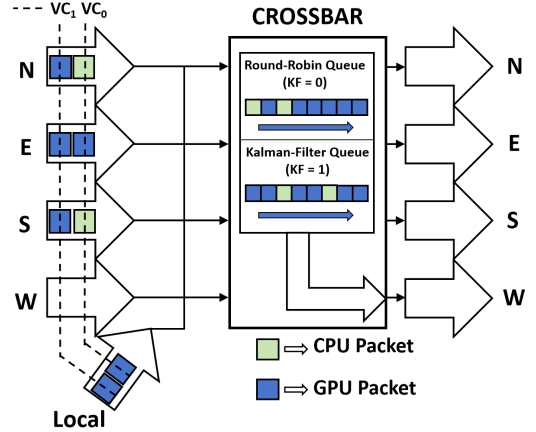 VC1 VC0
CROSSBAR
N
E
S
W
Local
Round-Robin Queue
(KF = 0)
Kalman-Filter Queue
(KF = 1)
N
E
S
W
CPU Packet
GPU Packet